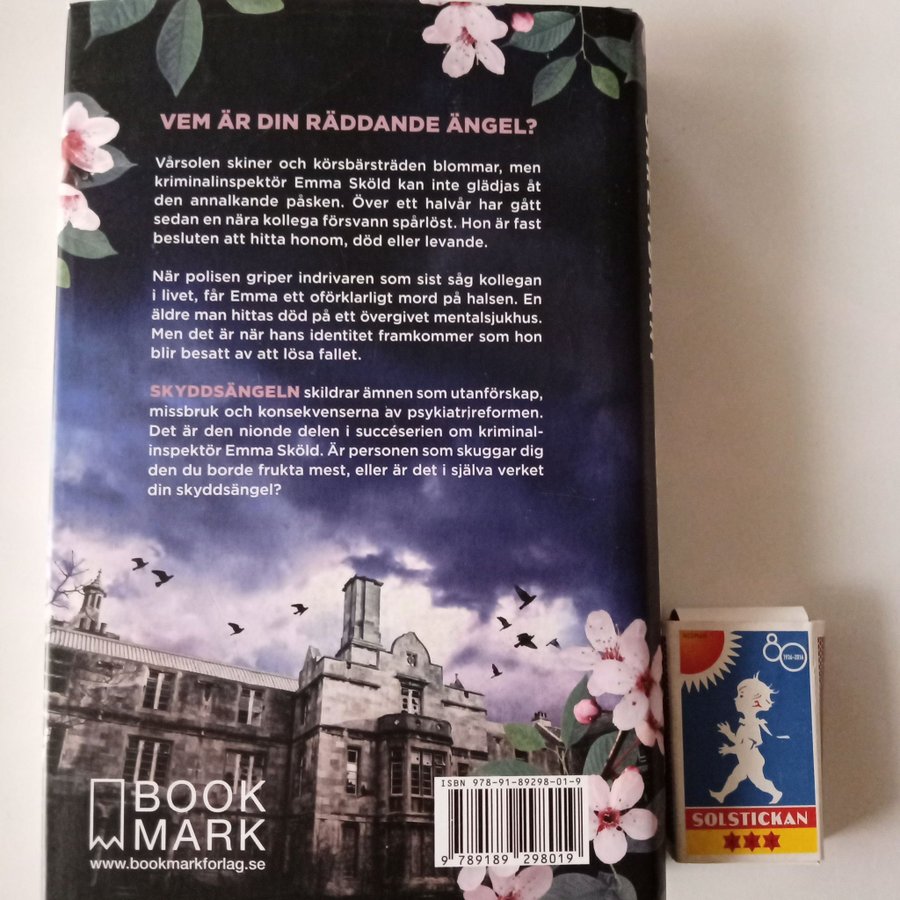 VEM ÄR DIN RÄDDANDE ÄNGEL?
Vårsolen skiner och körsbärsträden blommar, men
kriminalinspektör Emma Sköld kan inte glädjas åt
den annalkande påsken. Över ett halvår har gått
sedan en nära kollega försvann spårlöst. Hon är fast
besluten att hitta honom, död eller levande.
När polisen griper indrivaren som sist såg kollegan
i livet, får Emma ett oförklarligt mord på halsen. En
äldre man hittas död på ett övergivet mentalsjukhus.
Men det är när hans identitet framkommer som hon
blir besatt av att lösa fallet.
SKYDDSÄNGELN skildrar ämnen som utanförskap,
missbruk och konsekvenserna av psykiatrireformen.
Det är den nionde delen i succéserien om kriminal-
inspektör Emma Sköld. Är personen som skuggar dig
den du borde frukta mest, eller är det i själva verket
din skyddsängel?
BOOK
MARK
www.bookmarkforlag.se
ISBN 978-91-89298-01-9
9 789189 298019
80
1936-2016
SOLSTICKAN